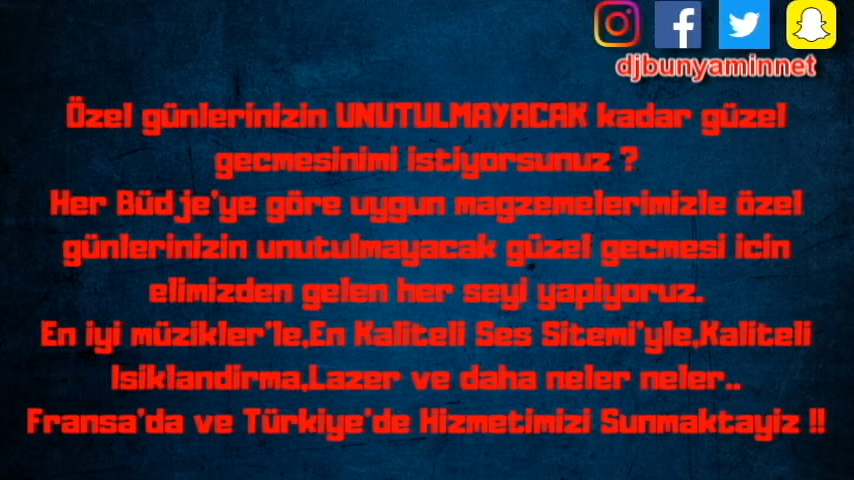 djbunyaminnet
Özel günlerinizin UNUTULMAYACAK kadar güzel
gecmesinimi istiyorsunuz ?
Her Büdje'ye göre uygun magzemelerimizle özel
günlerinizin unutulmayacak güzel gecmesi icin
elimizden gelen her seyi yapiyoruz.
En iyi müzikler'le,En Kaliteli Ses Sitemi'yle,Kaliteli
Isiklandirma,Lazer ve daha neler neler..
Fransa'da ve Türkiye'de Hizmetimizi Sunmaktayiz !!